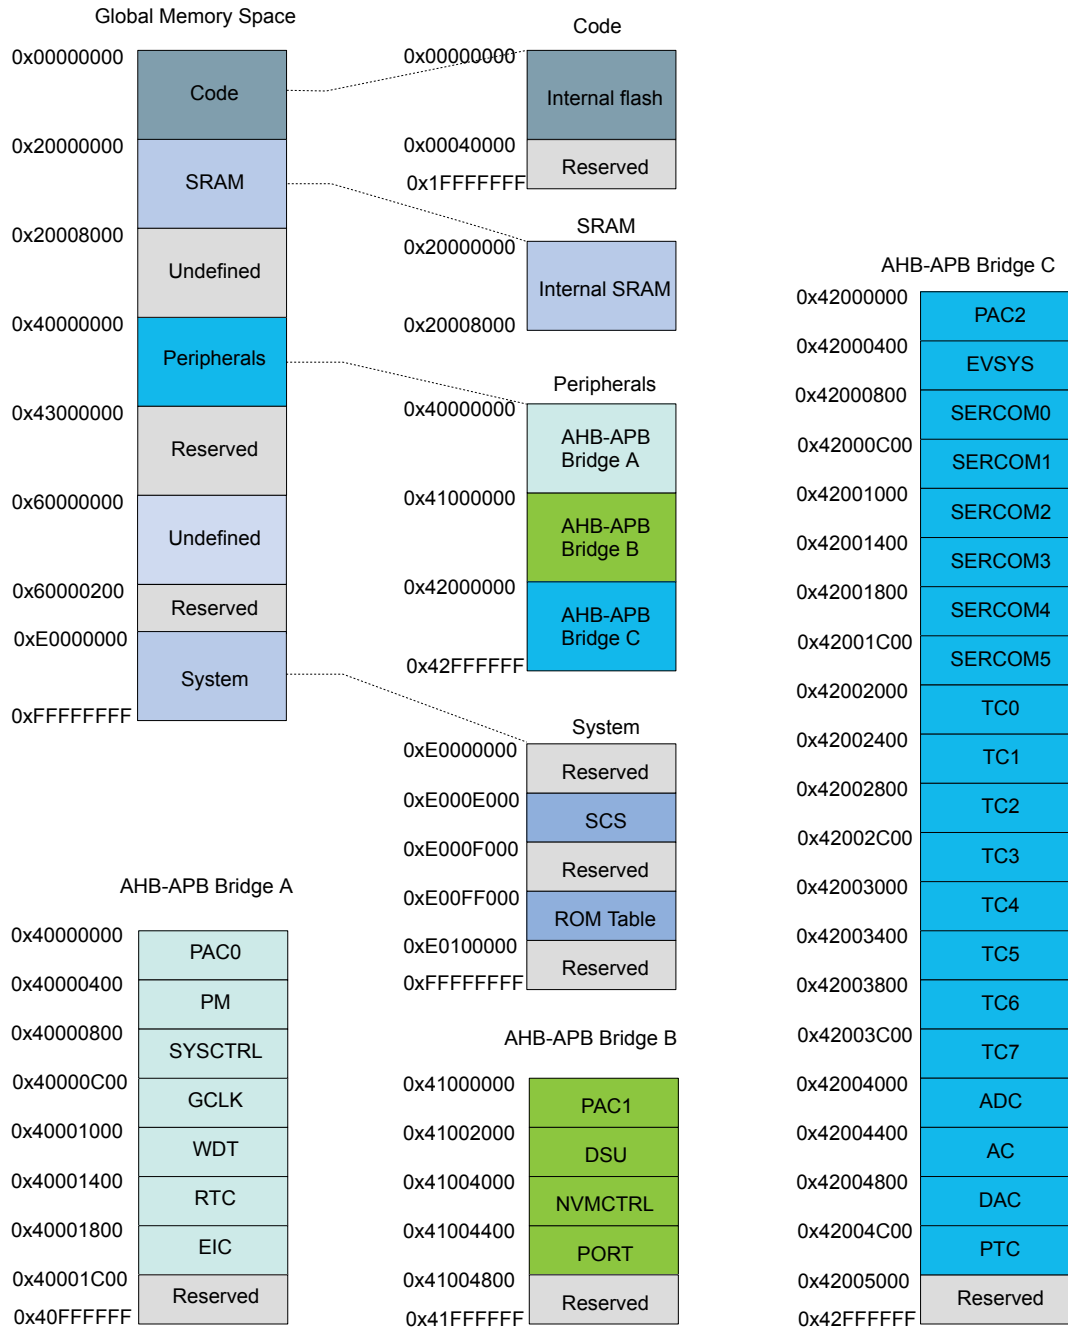 Global Memory Space
0x00000000
Code
0x20000000
SRAM
0x20008000
Undefined
0x40000000
Peripherals
0x43000000
Reserved
0x60000000
Undefined
0x60000200
Reserved
0xE0000000
System
0xFFFFFFFF
Code
0x00000000
Internal flash
0x00040000
Reserved
0x1FFFFFFF
SRAM
0x20000000
Internal SRAM
0x20008000
Peripherals
0x40000000
AHB-APB
Bridge A
0x41000000
AHB-APB
Bridge B
0x42000000
AHB-APB
Bridge C
0x42FFFFFF
System
0xE0000000
Reserved
0xE000E000
SCS
0xE000F000
Reserved
0xE00FF000
ROM Table
0xE0100000
Reserved
0xFFFFFFFF
AHB-APB Bridge A
0x40000000
PAC0
0x40000400
PM
0x40000800
SYSCTRL
0x40000C00
GCLK
0x40001000
WDT
0x40001400
RTC
0x40001800
EIC
0x40001C00
Reserved
0x40FFFFFF
AHB-APB Bridge B
0x41000000
PAC1
0x41002000
DSU
0x41004000
NVMCTRL
0x41004400
PORT
0x41004800
Reserved
0x41FFFFFF
AHB-APB Bridge C
0x42000000
PAC2
0x42000400
EVSYS
0x42000800
SERCOM0
0x42000C00
SERCOM1
0x42001000
SERCOM2
0x42001400
SERCOM3
0x42001800
SERCOM4
0x42001C00
SERCOM5
0x42002000
TC0
0x42002400
TC1
0x42002800
TC2
0x42002C00
TC3
0x42003000
TC4
0x42003400
TC5
0x42003800
TC6
0x42003C00
TC7
0x42004000
ADC
0x42004400
AC
0x42004800
DAC
0x42004C00
PTC
0x42005000
Reserved
0x42FFFFFF